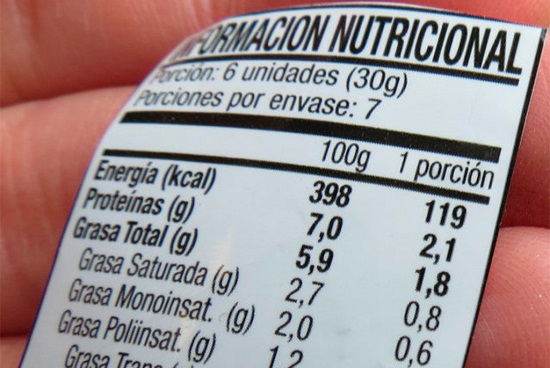 INFORMACION NUTRICIONAL
Porción: 6 unidades (30g)
Porciones por envase: 7
100g 1 porción
Energía (kcal) 398 119
Proteínas (g) 7,0 2,1
Grasa Total (g) 5,9 1,8
Grasa Saturada (g) 2,7 0,8
Grasa Monoinsat. (g) 2,0 0,6
Grasa Poliinsat. (g) 1,2
Grasa Trans